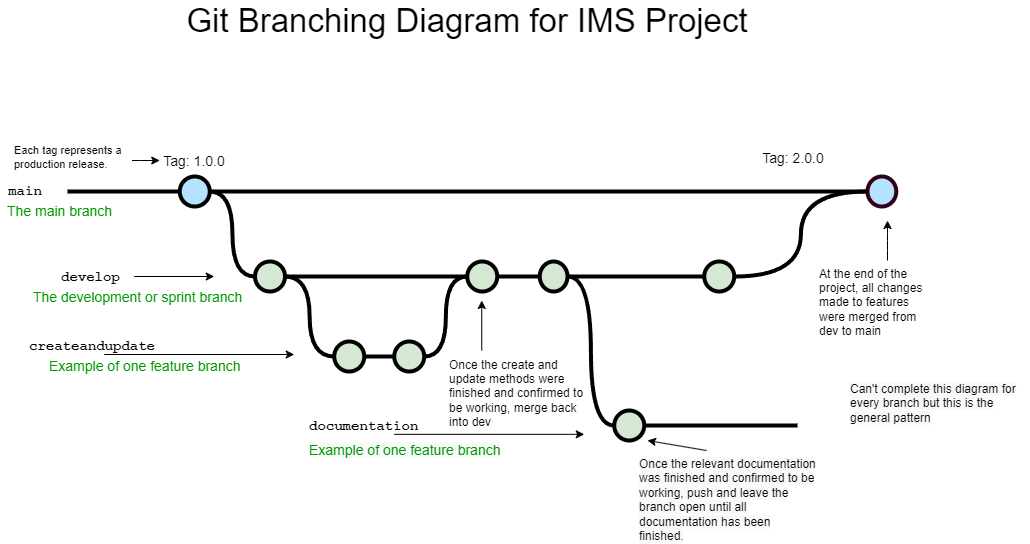 Git Branching Diagram for IMS Project
Each tag represents a
production release.
Tag: 1.0.0
Tag: 2.0.0
main
The main branch
develop
The development or sprint branch
At the end of the
project, all changes
made to features
were merged from
dev to main
createandupdate
Example of one feature branch
Once the create and
update methods were
finished and confirmed to
be working, merge back
into dev
Can't complete this diagram for
every branch but this is the
general pattern
documentation
Example of one feature branch
Once the relevant documentation
was finished and confirmed to be
working, push and leave the
branch open until all
documentation has been
finished.